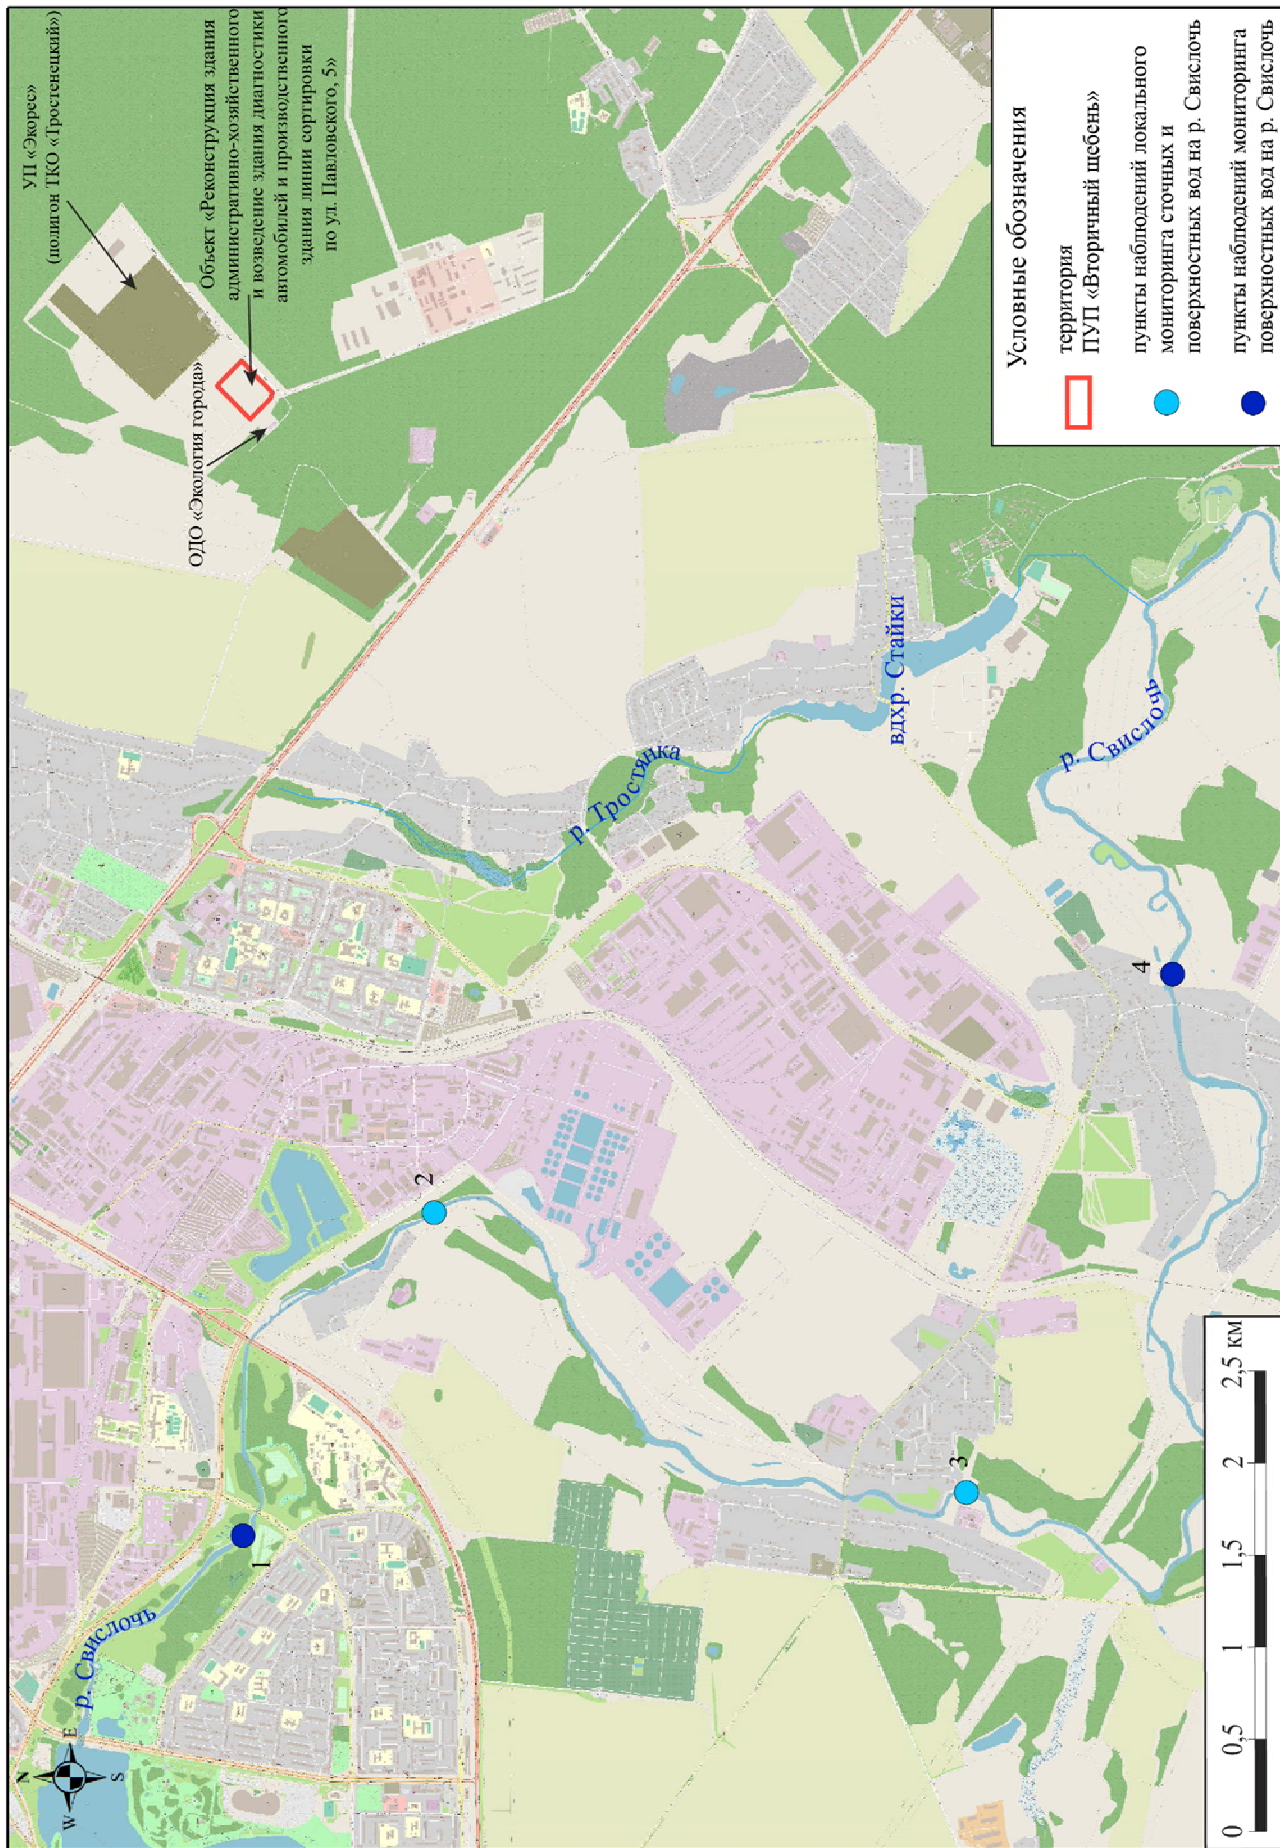 УП «Экорес»
(полигон ТКО «Тростенецкий»)
Объект «Реконструкция здания
административно-хозяйственного
и возведение здания диагностики
автомобилей и производственного
здания линии сортировки
по ул. Павловского, 5»
ОДО «Экология города»
N
W
E
S
р. Свислочь
1
2
3
4
р. Тростянка
вдхр. Стайки
р. Свислочь
0
0,5
1
1,5
2
2,5 КМ
Условные обозначения
территория
ПУП «Вторичный щебень»
пункты наблюдений локального
мониторинга сточных и
поверхностных вод на р. Свислочь
пункты наблюдений мониторинга
поверхностных вод на р. Свислочь